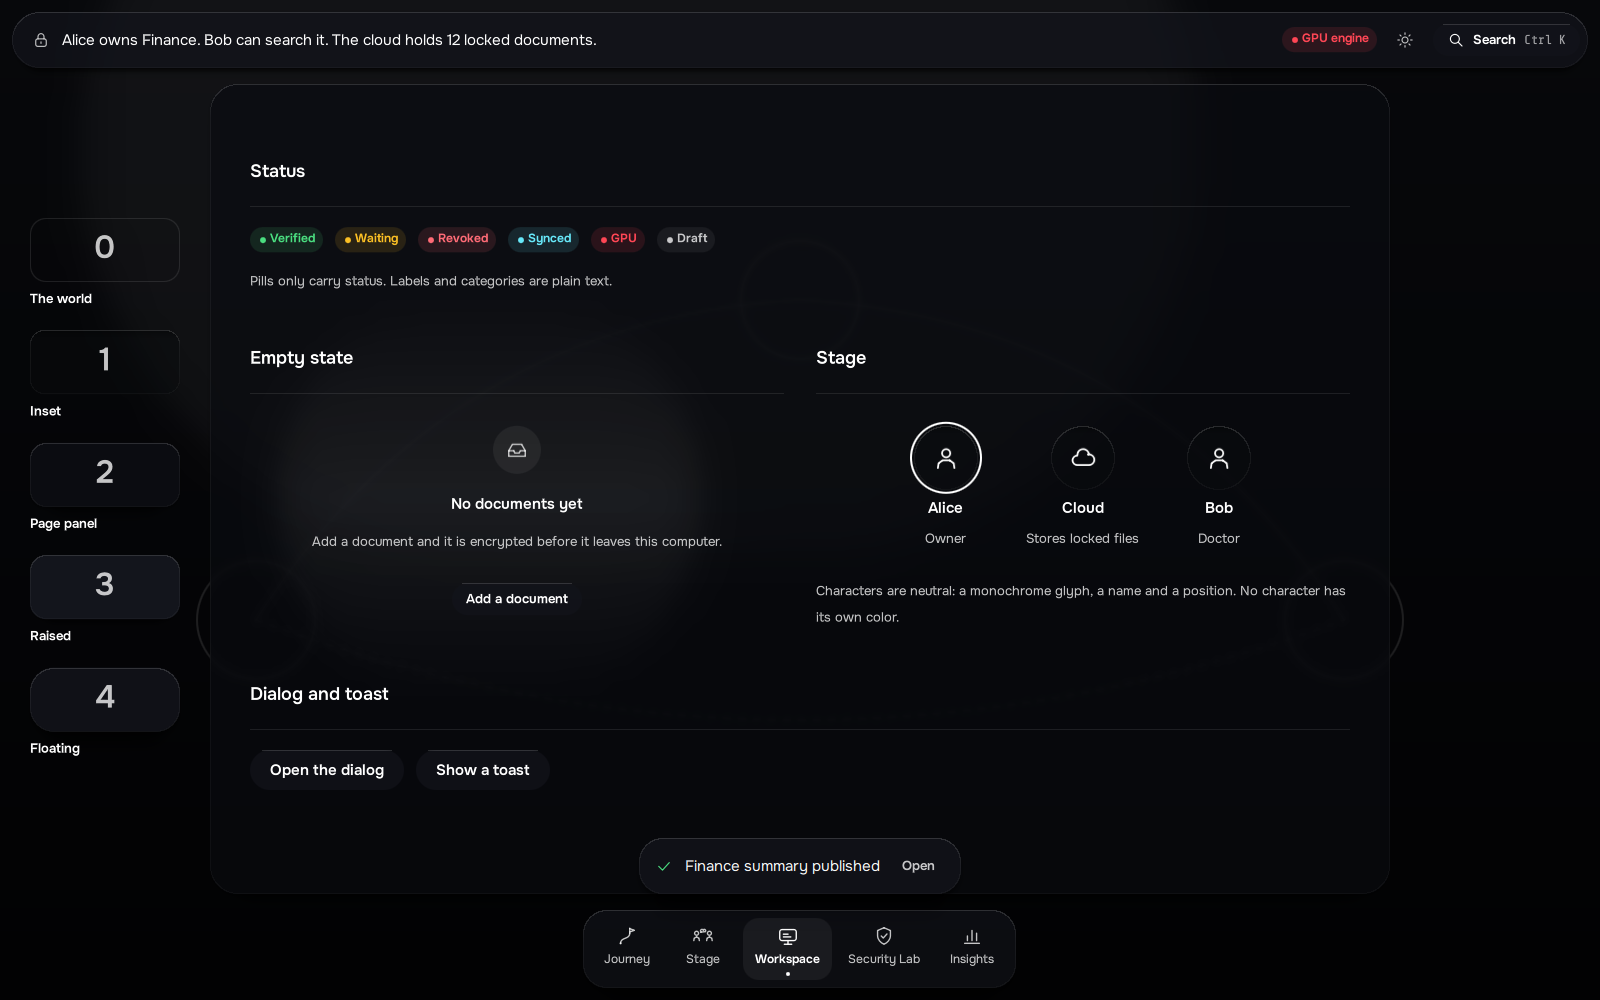 Alice owns Finance. Bob can search it. The cloud holds 12 locked documents.
GPU engine
Search Ctrl K
0
The world
1
Inset
2
Page panel
3
Raised
4
Floating
Status
Verified
Waiting
Revoked
Synced
GPU
Draft
Pills only carry status. Labels and categories are plain text.
Empty state
No documents yet
Add a document and it is encrypted before it leaves this computer.
Add a document
Stage
Alice
Owner
Cloud
Stores locked files
Bob
Doctor
Characters are neutral: a monochrome glyph, a name and a position. No character has
its own color.
Dialog and toast
Open the dialog
Show a toast
Finance summary published
Open
Journey
Stage
Workspace
Security Lab
Insights